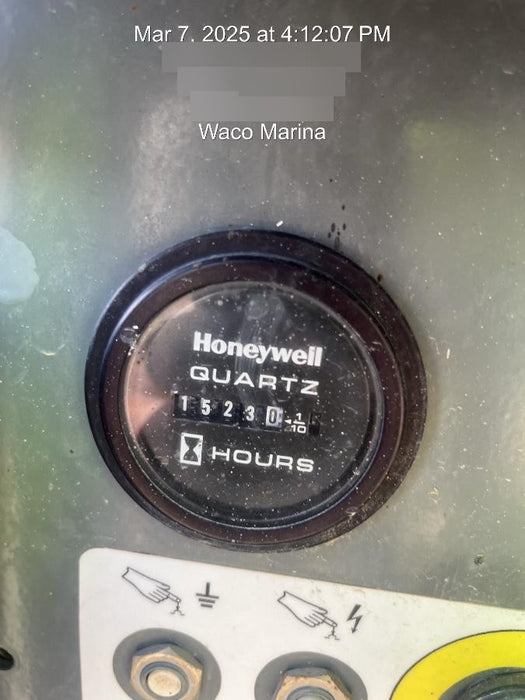 Mar 7, 2025 at 4:12:07 PM
Waco Marina
Honeywell
QUARTZ
1 5 2 3 0 1/10
HOURS